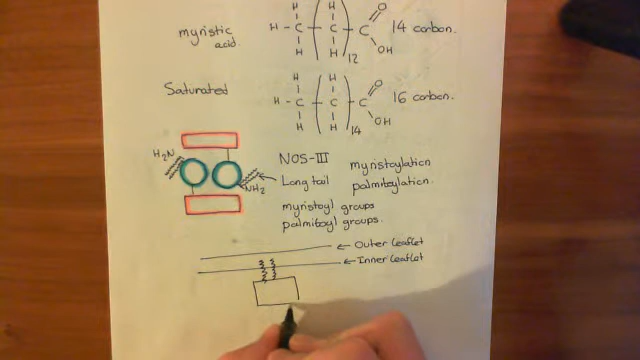 myristic acid.
H H O
H - C - ( C ) - C 14 carbon.
H H 12 OH
Saturated
H H O
H - C - ( C ) - C 16 carbon.
H H 14 OH
H2N
NOS-III myristoylation
Long tail palmitoylation.
NH2
myristoyl groups
palmitoyl groups.
← Outer leaflet
← Inner leaflet